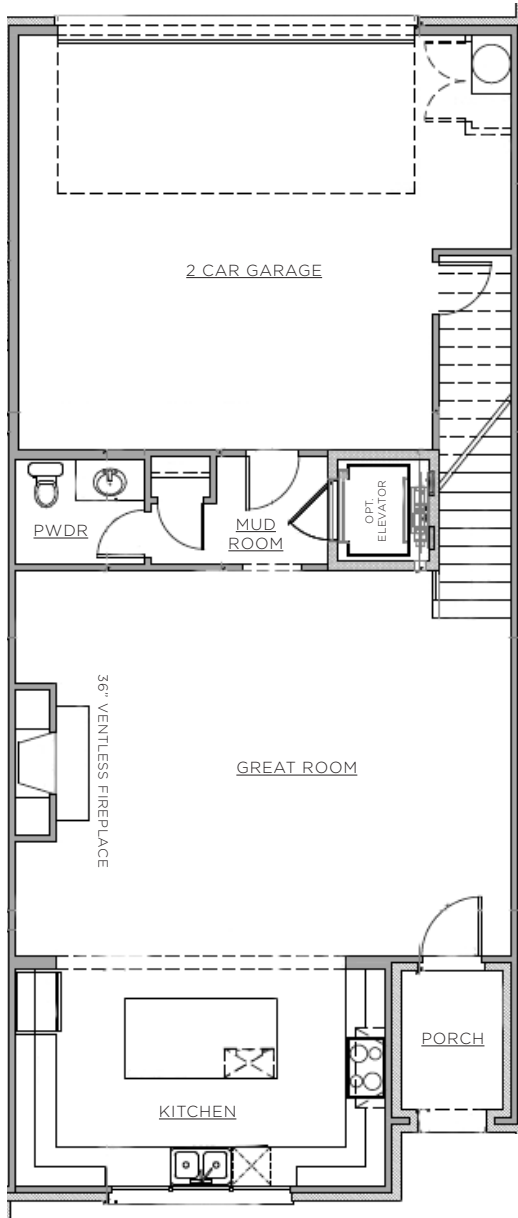 2 CAR GARAGE
PWDR
MUD
ROOM
OPT.
ELEVATOR
36" VENTLESS FIREPLACE
GREAT ROOM
PORCH
KITCHEN